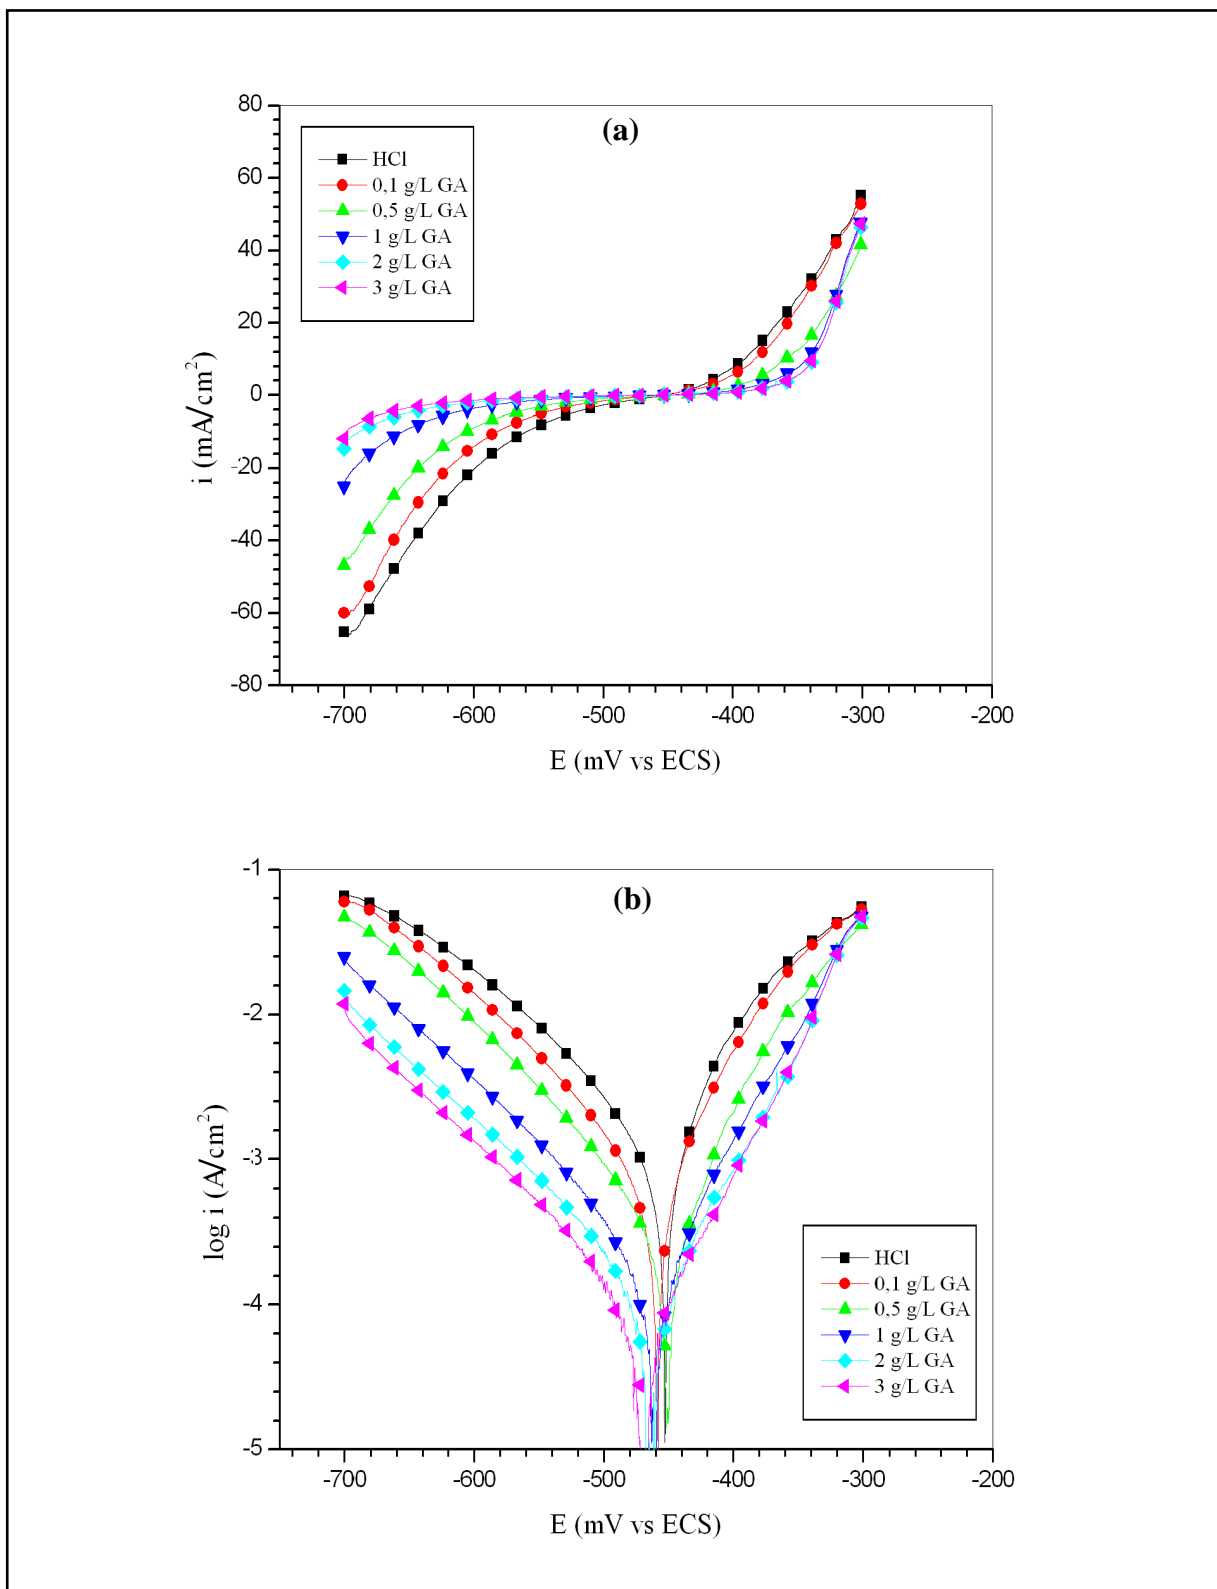 (a)
HCl
0,1 g/L GA
0,5 g/L GA
1 g/L GA
2 g/L GA
3 g/L GA
80
60
40
20
0
-20
-40
-60
-80
i (mA/cm²)
-700 -600 -500 -400 -300 -200
E (mV vs ECS)
(b)
-1
-2
-3
-4
-5
log i (A/cm²)
HCl
0,1 g/L GA
0,5 g/L GA
1 g/L GA
2 g/L GA
3 g/L GA
-700 -600 -500 -400 -300 -200
E (mV vs ECS)